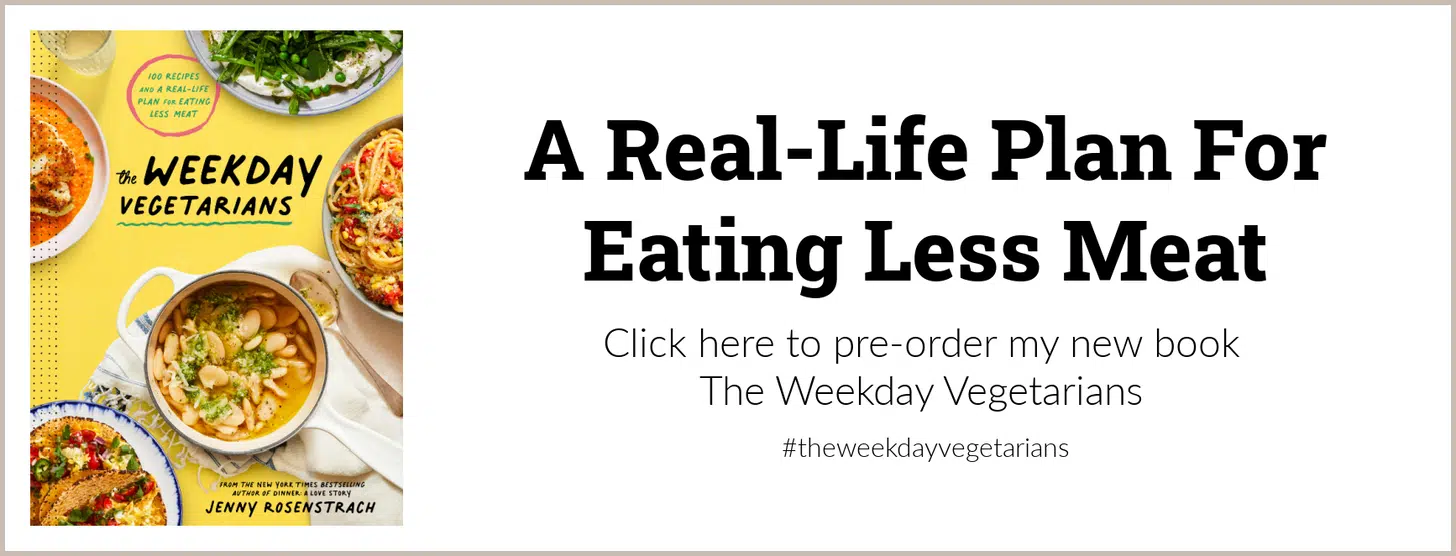 100 RECIPES
AND A REAL-LIFE
PLAN FOR EATING
LESS MEAT
the WEEKDAY
VEGETARIANS
FROM THE NEW YORK TIMES BESTSELLING
AUTHOR OF DINNER: A LOVE STORY
JENNY ROSENSTRACH
A Real-Life Plan For
Eating Less Meat
Click here to pre-order my new book
The Weekday Vegetarians
#theweekdayvegetarians